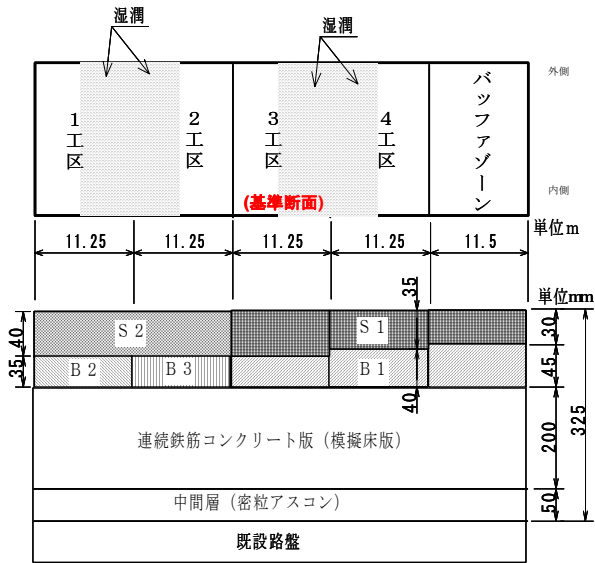 湿潤
湿潤
1工区
2工区
3工区
4工区
バッファゾーン
外側
内側
(基準断面)
単位m
11.25
11.25
11.25
11.25
11.5
単位mm
40
35
S2
B2
B3
35
S1
B1
40
30
45
200
50
325
連続鉄筋コンクリート版（模擬床版）
中間層（密粒アスコン）
既設路盤